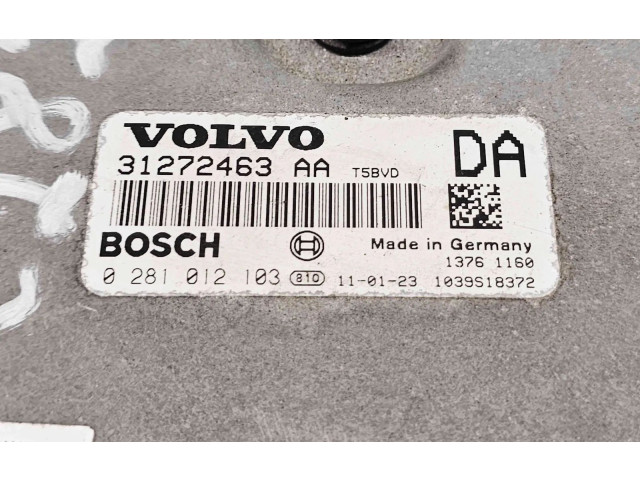 VOLVO
31272463 AA T5BVD
DA
BOSCH
Made in Germany
1376 1160
0 281 012 103 810 11-01-23 1039S18372